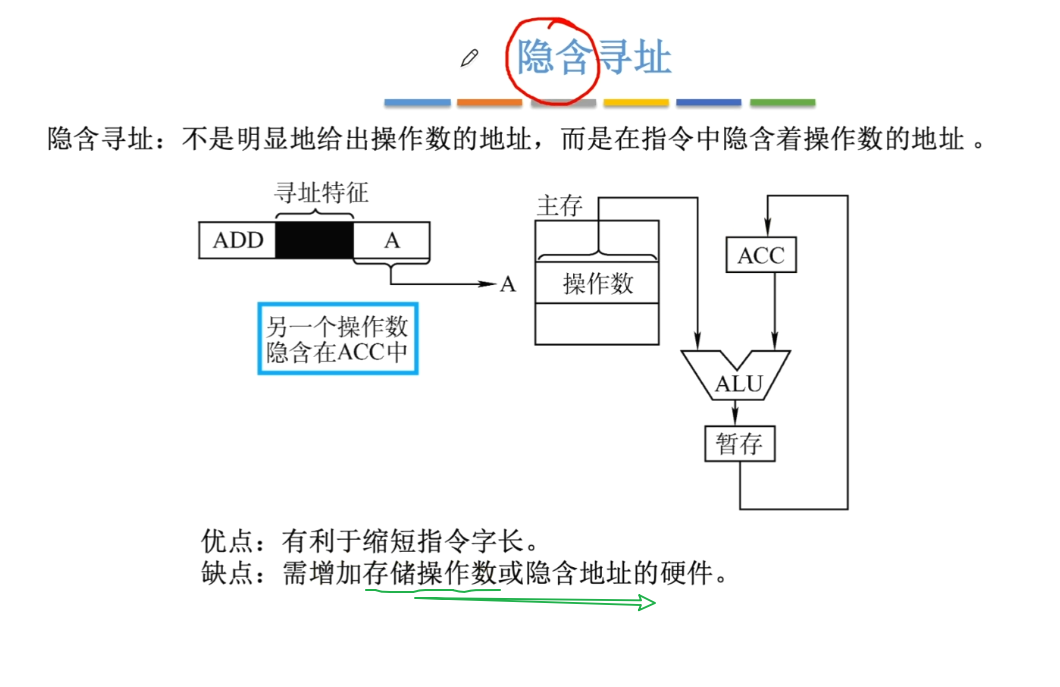 隐含寻址
隐含寻址：不是明显地给出操作数的地址，而是在指令中隐含着操作数的地址 。
寻址特征
主存
ADD
A
ACC
A
操作数
另一个操作数
隐含在ACC中
ALU
暂存
优点：有利于缩短指令字长。
缺点：需增加存储操作数或隐含地址的硬件。